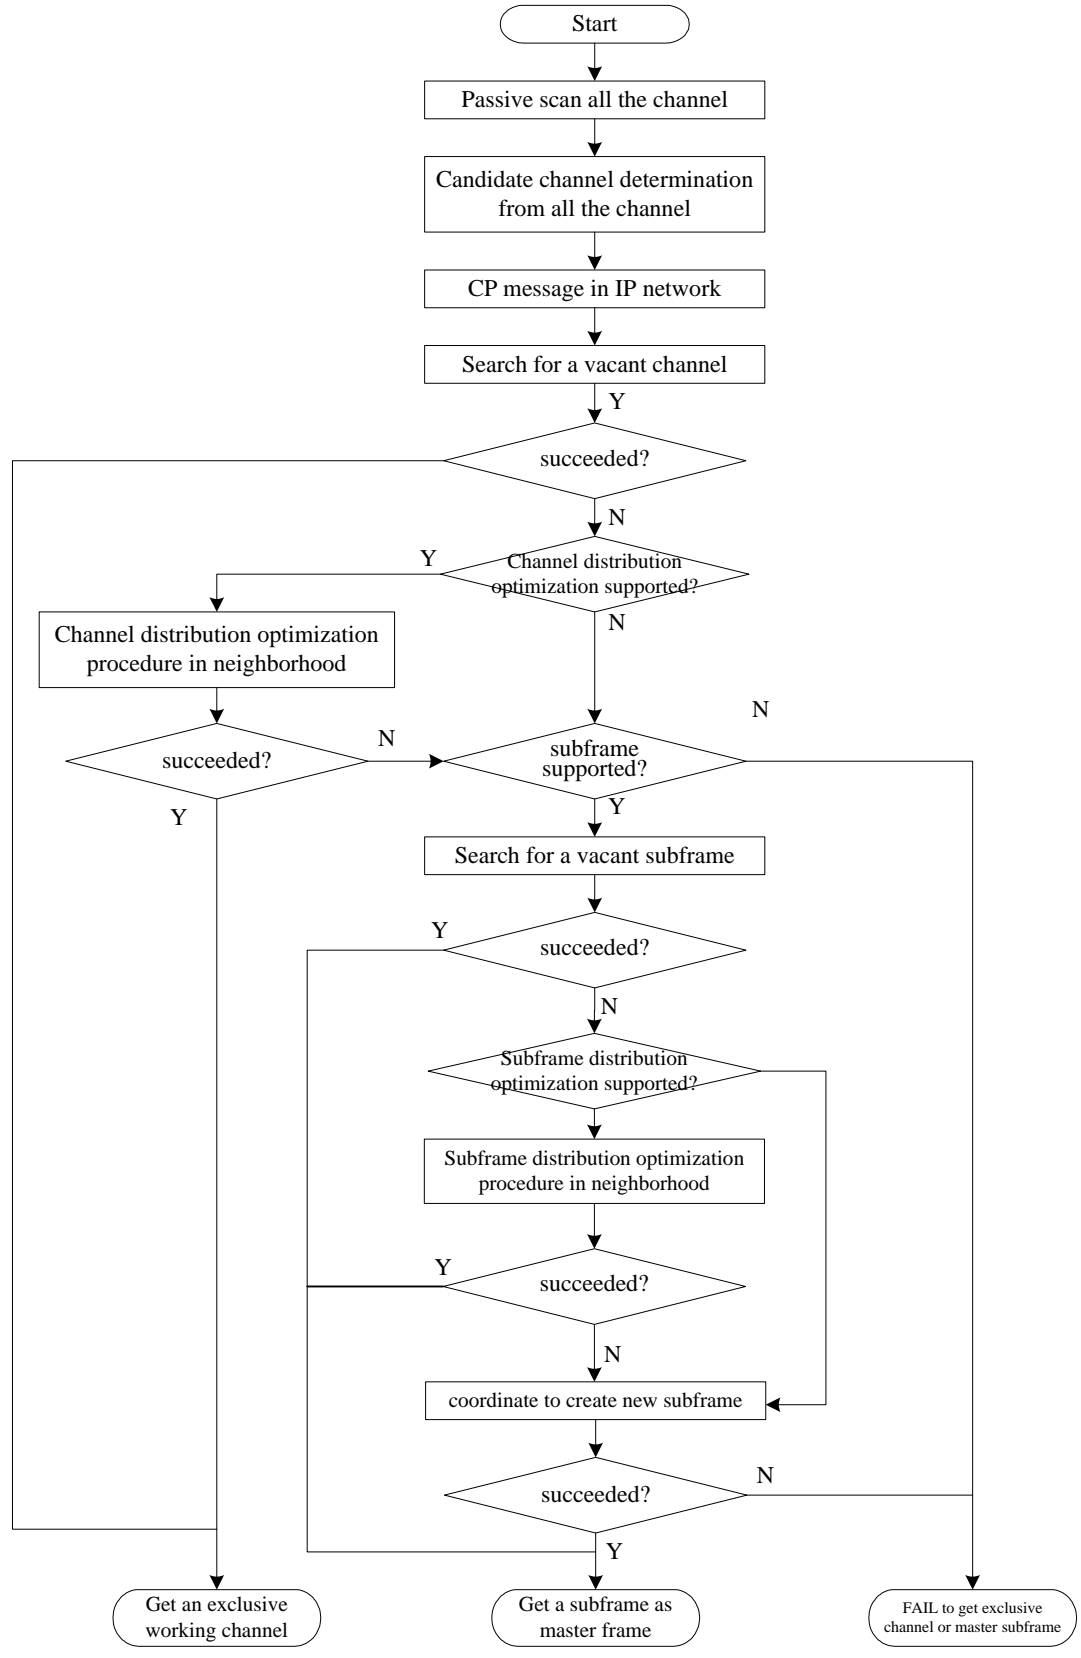 Start
Passive scan all the channel
Candidate channel determination
from all the channel
CP message in IP network
Search for a vacant channel
Y
succeeded?
N
Y
Channel distribution
optimization supported?
N
Channel distribution optimization
procedure in neighborhood
N
succeeded?
N
subframe
supported?
Y
Y
Search for a vacant subframe
Y
succeeded?
N
Subframe distribution
optimization supported?
Subframe distribution optimization
procedure in neighborhood
Y
succeeded?
N
coordinate to create new subframe
N
succeeded?
Y
Get an exclusive
working channel
Get a subframe as
master frame
FAIL to get exclusive
channel or master subframe